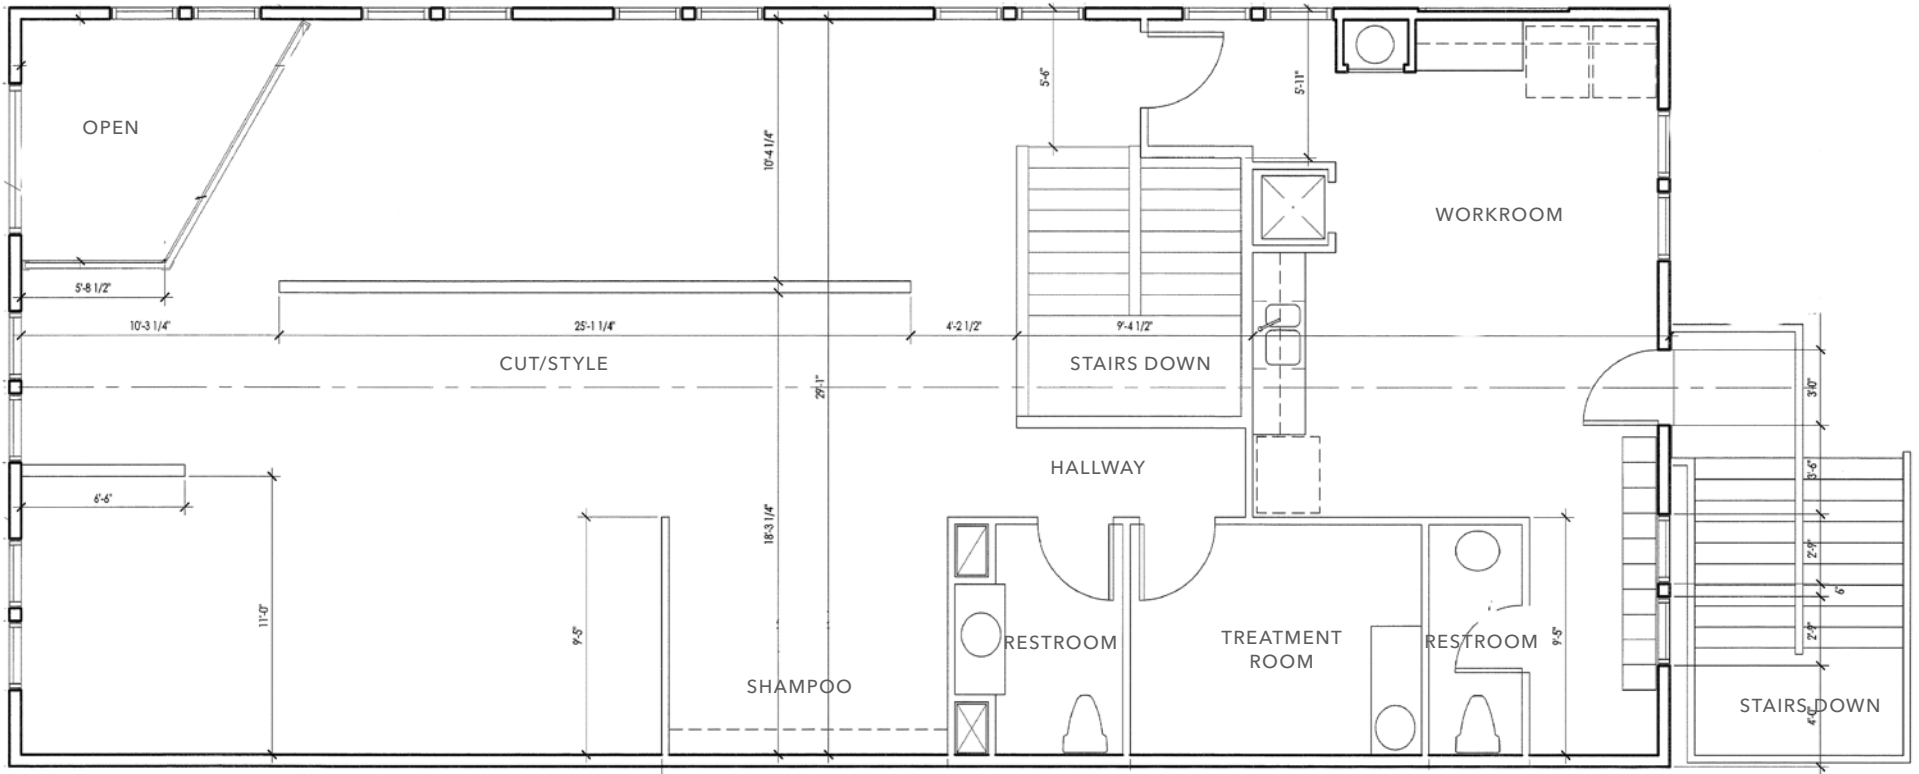 OPEN
5'-6"
5'-11"
10'-4 1/4"
WORKROOM
5'-8 1/2"
10'-3 1/4"
25'-1 1/4"
4'-2 1/2"
9'-4 1/2"
CUT/STYLE
STAIRS DOWN
29'-1"
3'-0"
HALLWAY
3'-6"
6'-6"
18'-3 1/4"
2'-9"
6"
11'-0"
9'-5"
RESTROOM
TREATMENT
ROOM
RESTROOM
9'-5"
2'-9"
SHAMPOO
STAIRS DOWN
4'-0"